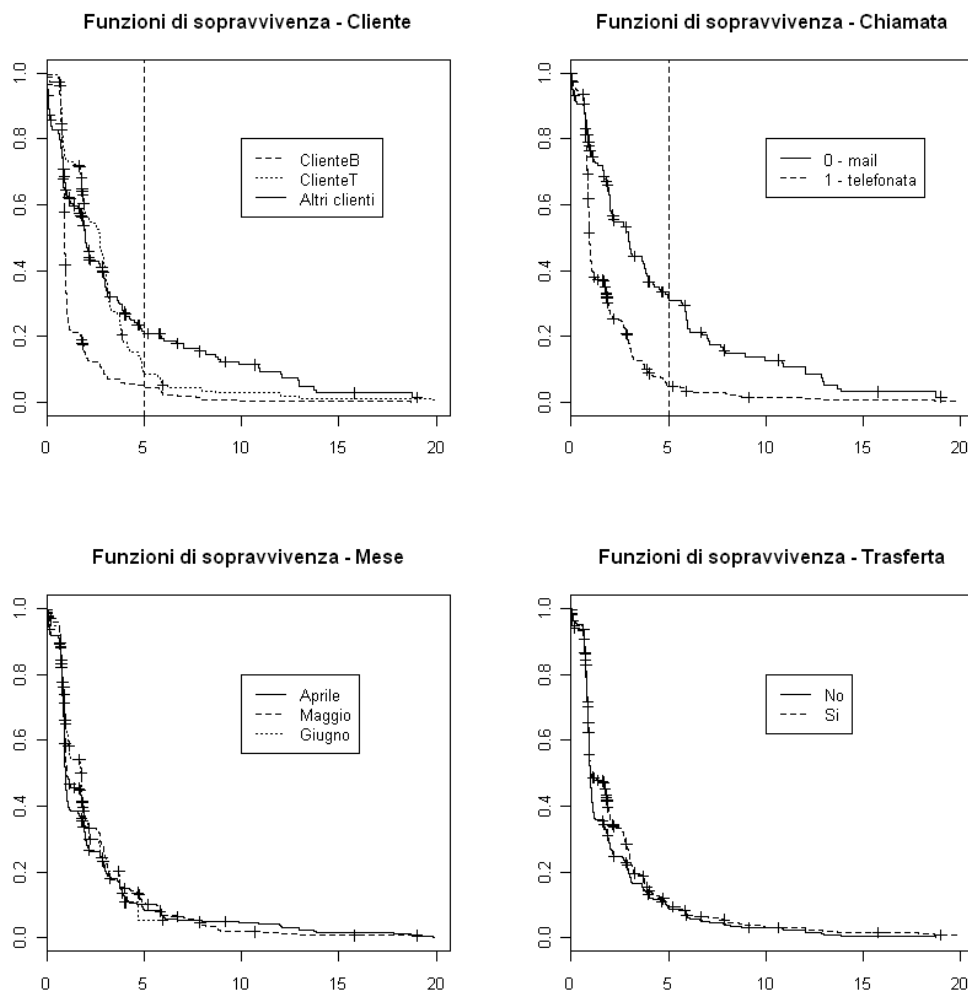 Funzioni di sopravvivenza - Cliente
1.0
0.8
0.6
0.4
0.2
0.0
ClienteB
ClienteT
Altri clienti
0 5 10 15 20
Funzioni di sopravvivenza - Chiamata
1.0
0.8
0.6
0.4
0.2
0.0
0 - mail
1 - telefonata
0 5 10 15 20
Funzioni di sopravvivenza - Mese
1.0
0.8
0.6
0.4
0.2
0.0
Aprile
Maggio
Giugno
0 5 10 15 20
Funzioni di sopravvivenza - Trasferta
1.0
0.8
0.6
0.4
0.2
0.0
No
Si
0 5 10 15 20